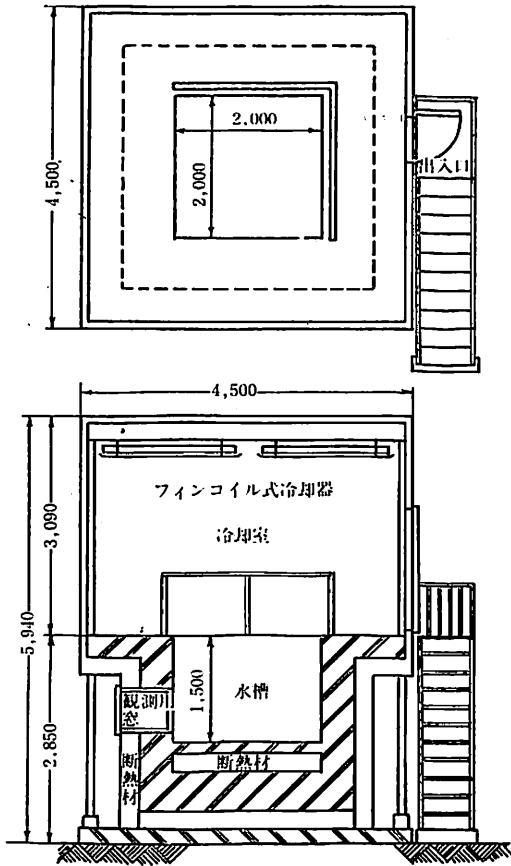 2.000
2,000
4,500
出入口
4,500
フィンコイル式冷却器
冷却室
3,090
5,940
1,500
水槽
観測用
窓
2.850
断熱材
断熱材